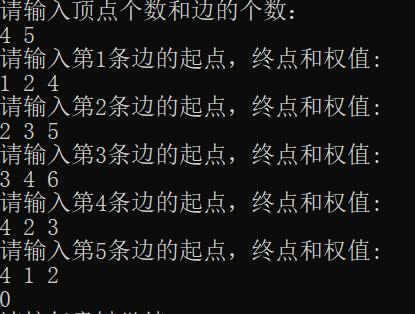 请输入顶点个数和边的个数：
4 5
请输入第1条边的起点，终点和权值：
1 2 4
请输入第2条边的起点，终点和权值：
2 3 5
请输入第3条边的起点，终点和权值：
3 4 6
请输入第4条边的起点，终点和权值：
4 2 3
请输入第5条边的起点，终点和权值：
4 1 2
0